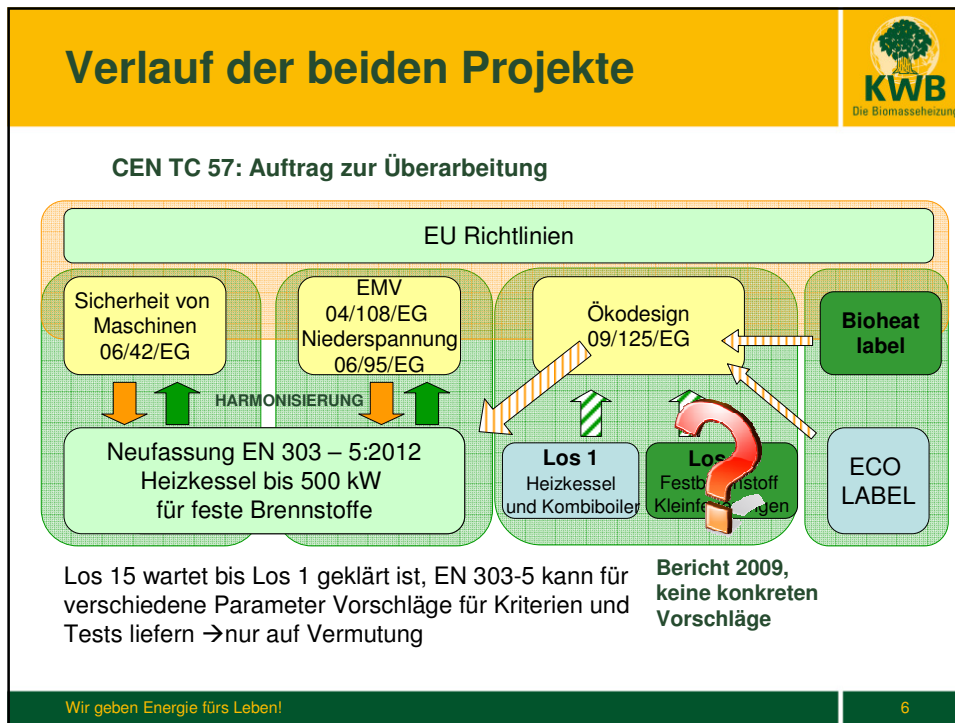 Verlauf der beiden Projekte
KWB
Die Biomasseheizung
CEN TC 57: Auftrag zur Überarbeitung
EU Richtlinien
Sicherheit von
Maschinen
06/42/EG
EMV
04/108/EG
Niederspannung
06/95/EG
Ökodesign
09/125/EG
Bioheat
label
HARMONISIERUNG
Neufassung EN 303 – 5:2012
Heizkessel bis 500 kW
für feste Brennstoffe
Los 1
Heizkessel
und Kombiboiler
Los
ECO
LABEL
Los 15 wartet bis Los 1 geklärt ist, EN 303-5 kann für
verschiedene Parameter Vorschläge für Kriterien und
Tests liefern →nur auf Vermutung
Bericht 2009,
keine konkreten
Vorschläge
Wir geben Energie fürs Leben!
6